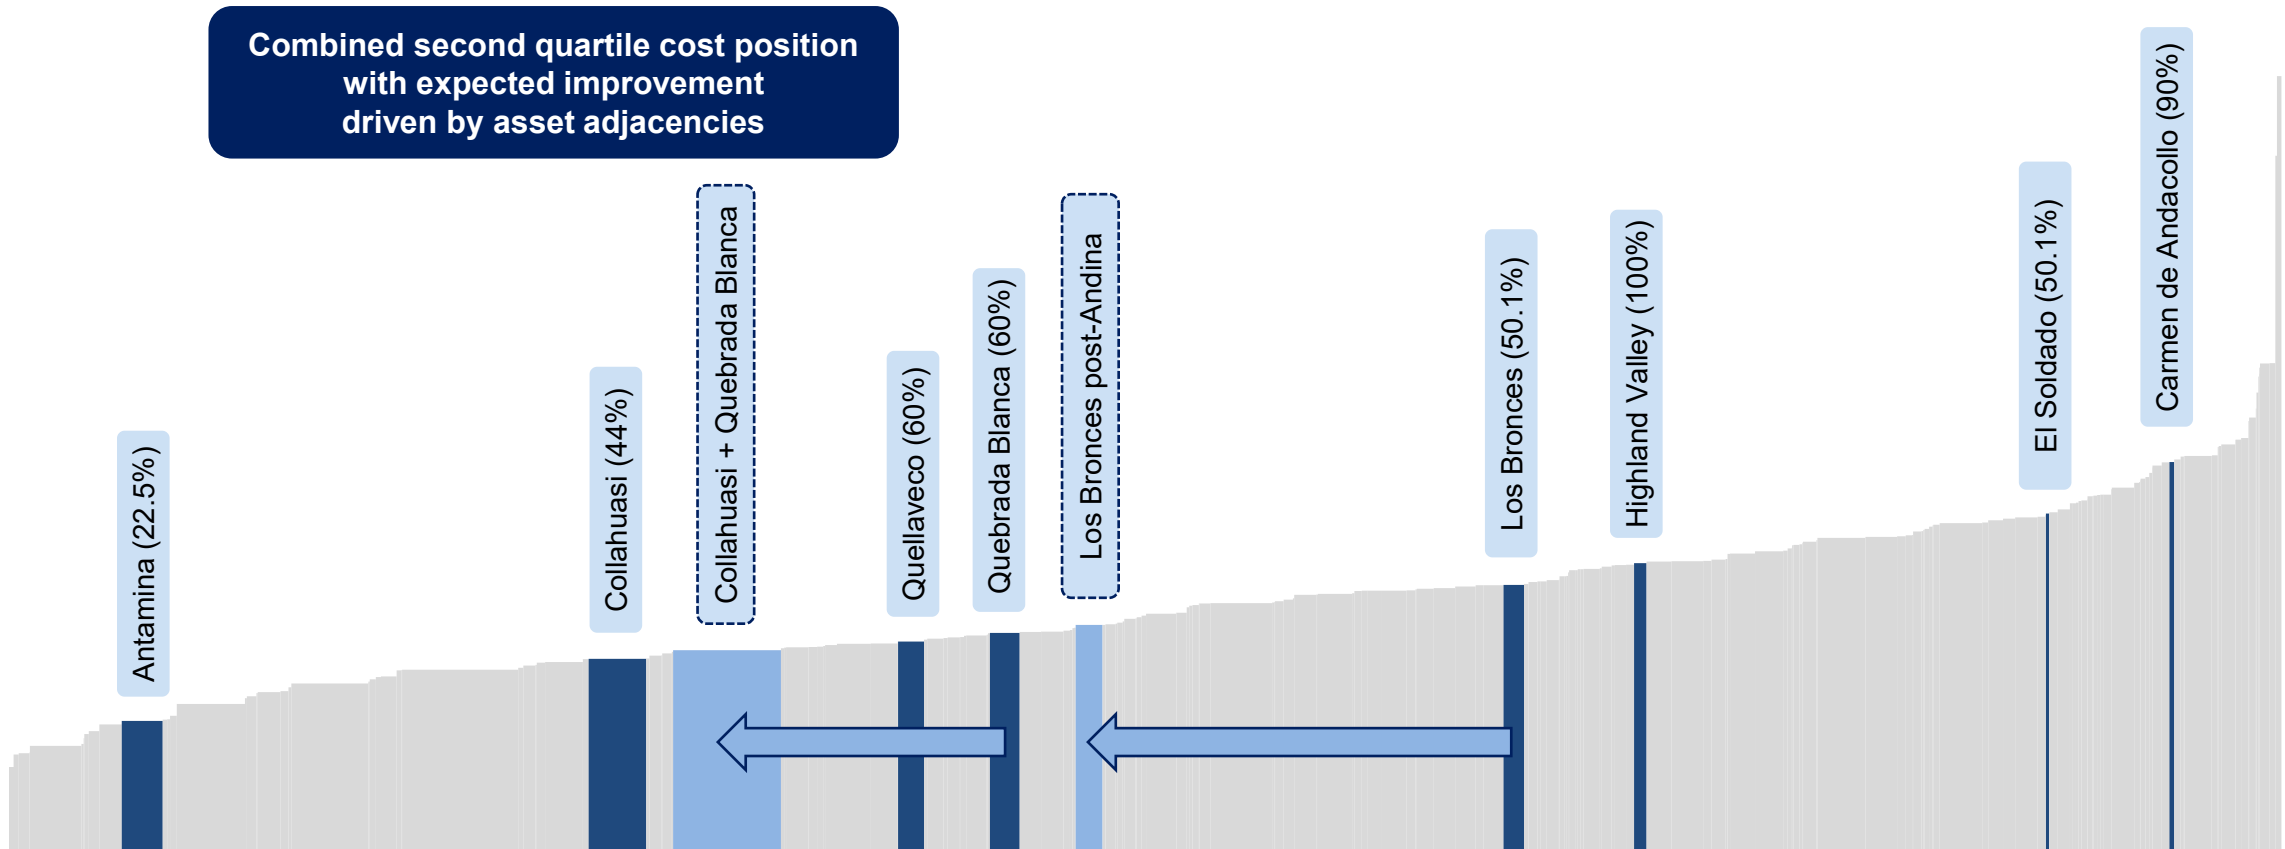 Combined second quartile cost position
with expected improvement
driven by asset adjacencies
Antamina (22.5%)
Collahuasi (44%)
Collahuasi + Quebrada Blanca
Quellaveco (60%)
Quebrada Blanca (60%)
Los Bronces post-Andina
Los Bronces (50.1%)
Highland Valley (100%)
El Soldado (50.1%)
Carmen de Andacollo (90%)